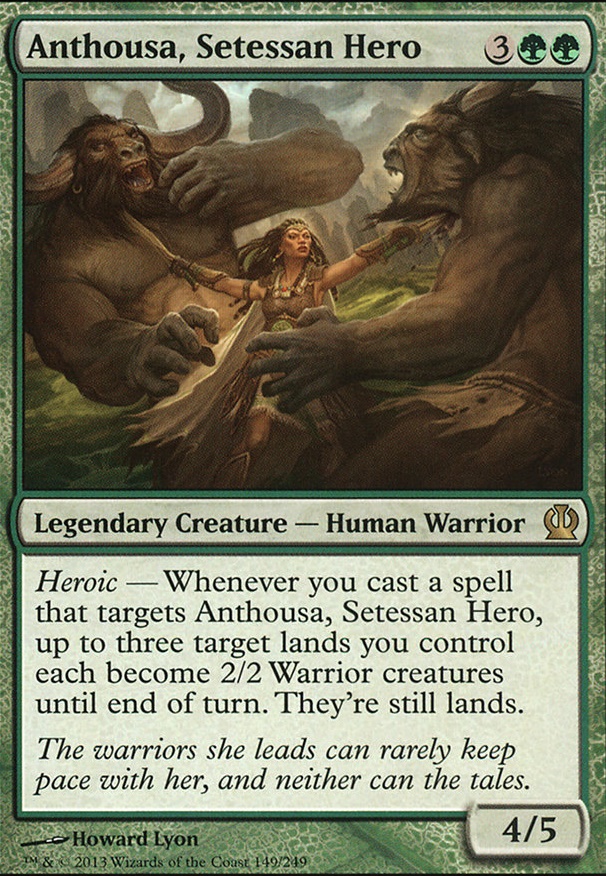 Anthousa, Setessan Hero 3
Legendary Creature — Human Warrior
Heroic — Whenever you cast a spell
that targets Anthousa, Setessan Hero,
up to three target lands you control
each become 2/2 Warrior creatures
until end of turn. They’re still lands.
The warriors she leads can rarely keep
pace with her, and neither can the tales.
4/5
Howard Lyon
™ & © 2013 Wizards of the Coast 149/249